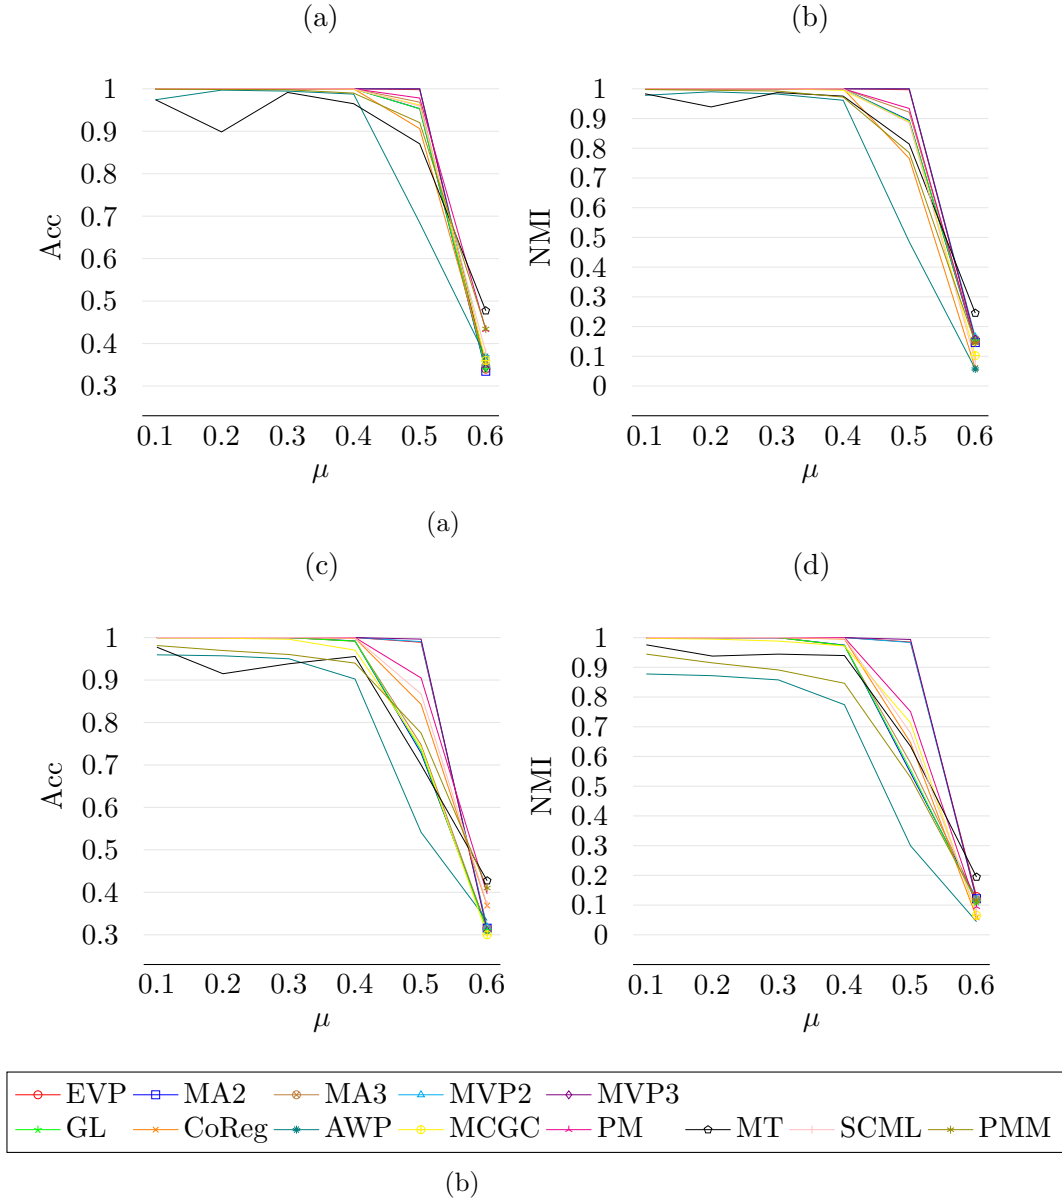 (a) (b)
1
0.9
0.8
0.7
0.6
0.5
0.4
0.3
Acc
0.1 0.2 0.3 0.4 0.5 0.6
μ
1
0.9
0.8
0.7
0.6
0.5
0.4
0.3
0.2
0.1
0
NMI
0.1 0.2 0.3 0.4 0.5 0.6
μ
(a)
(c) (d)
1
0.9
0.8
0.7
0.6
0.5
0.4
0.3
Acc
0.1 0.2 0.3 0.4 0.5 0.6
μ
1
0.9
0.8
0.7
0.6
0.5
0.4
0.3
0.2
0.1
0
NMI
0.1 0.2 0.3 0.4 0.5 0.6
μ
EVP MA2 MA3 MVP2 MVP3
GL CoReg AWP MCGC PM MT SCML PMM
(b)